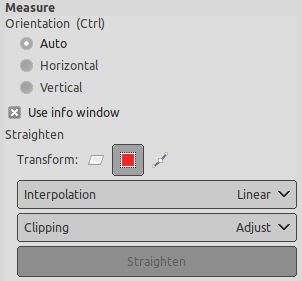 Measure
Orientation (Ctrl)
Auto
Horizontal
Vertical
Use info window
Straighten
Transform:
Interpolation Linear
Clipping Adjust
Straighten